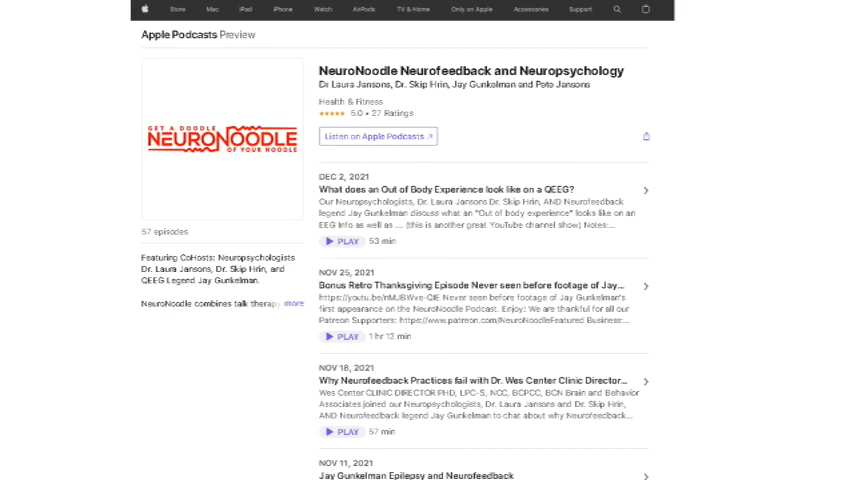 Store Mac iPad iPhone Watch AirPods TV & Home Only on Apple Accessories Support
Apple Podcasts Preview
GET A DOODLE
NEURONOODLE
OF YOUR NOODLE
57 episodes
Featuring CoHosts: Neuropsychologists
Dr. Laura Jansons, Dr. Skip Hrin, and
QEEG Legend Jay Gunkelman.
NeuroNoodle combines talk therapy more
NeuroNoodle Neurofeedback and Neuropsychology
Dr Laura Jansons, Dr. Skip Hrin, Jay Gunkelman and Pete Jansons
Health & Fitness
★★★★★ 5.0 • 27 Ratings
Listen on Apple Podcasts ↗
DEC 2, 2021
What does an Out of Body Experience look like on a QEEG?
Our Neuropsychologists, Dr. Laura Jansons Dr. Skip Hrin, AND Neurofeedback
legend Jay Gunkelman discuss what an "Out of body experience" looks like on an
EEG Info as well as .... (this is another great YouTube channel show) Notes:...
PLAY 53 min
NOV 25, 2021
Bonus Retro Thanksgiving Episode Never seen before footage of Jay...
Never seen before footage of Jay Gunkelman's
first appearance on the NeuroNoodle Podcast. Enjoy! We are thankful for all our
Patreon Supporters: https://www.patreon.com/NeuroNoodleFeatured Business:...
PLAY 1 hr 12 min
NOV 18, 2021
Why Neurofeedback Practices fail with Dr. Wes Center Clinic Director...
Wes Center CLINIC DIRECTOR PHD, LPC-S, NCC, BCPCC, BCN Brain and Behavior
Associates joined our Neuropsychologists, Dr. Laura Jansons and Dr. Skip Hrin,
AND Neurofeedback legend Jay Gunkelman to chat about why Neurofeedback...
PLAY 57 min
NOV 11, 2021
Jay Gunkelman Epilepsy and Neurofeedback